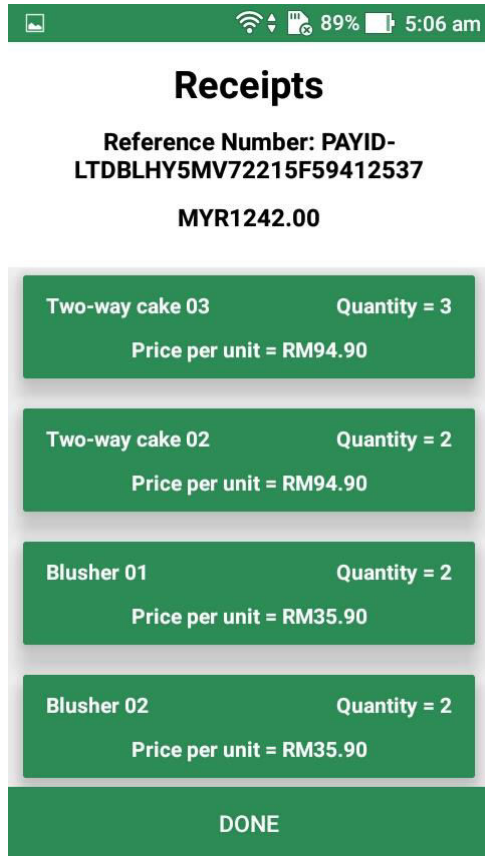 89% 5:06 am
Receipts
Reference Number: PAYID-
LTDBLHY5MV72215F59412537
MYR1242.00
Two-way cake 03 Quantity = 3
Price per unit = RM94.90
Two-way cake 02 Quantity = 2
Price per unit = RM94.90
Blusher 01 Quantity = 2
Price per unit = RM35.90
Blusher 02 Quantity = 2
Price per unit = RM35.90
DONE